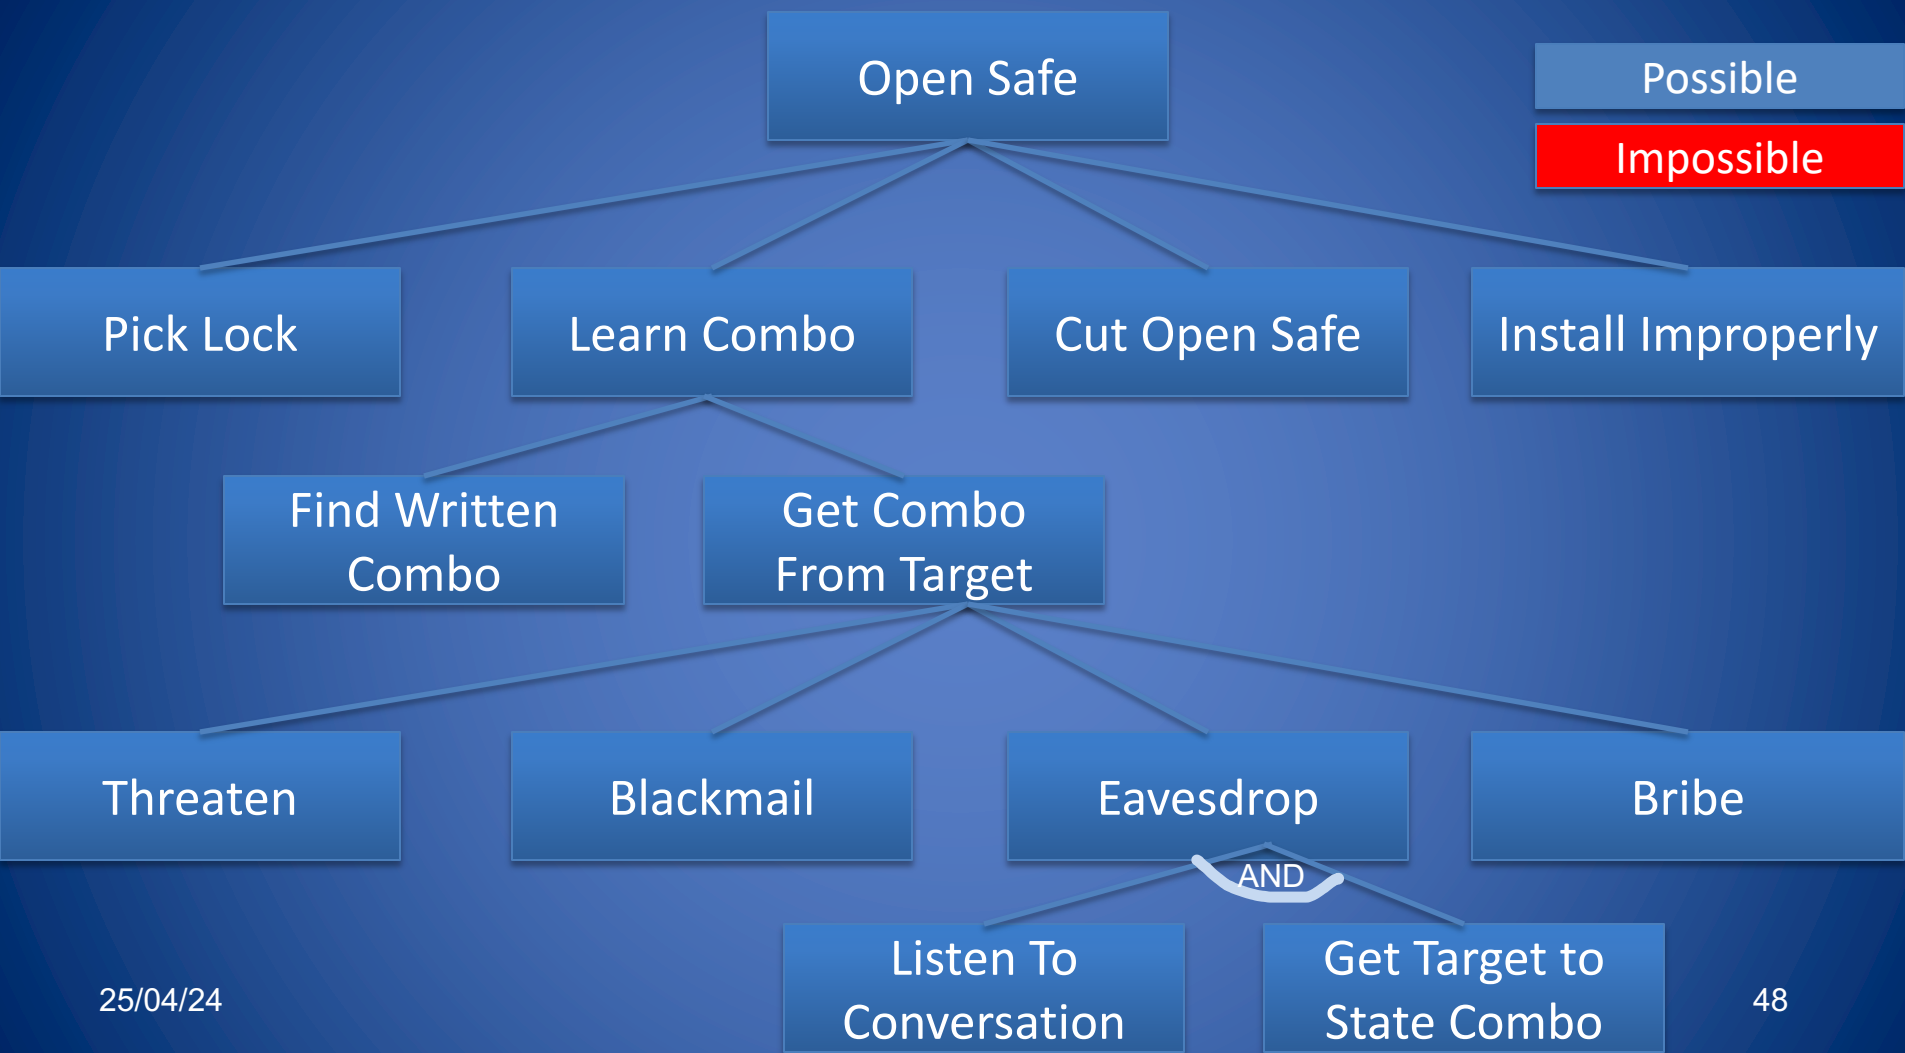 Open Safe
Possible
Impossible
Pick Lock
Learn Combo
Cut Open Safe
Install Improperly
Find Written
Combo
Get Combo
From Target
Threaten
Blackmail
Eavesdrop
Bribe
AND
Listen To
Conversation
Get Target to
State Combo
25/04/24
48